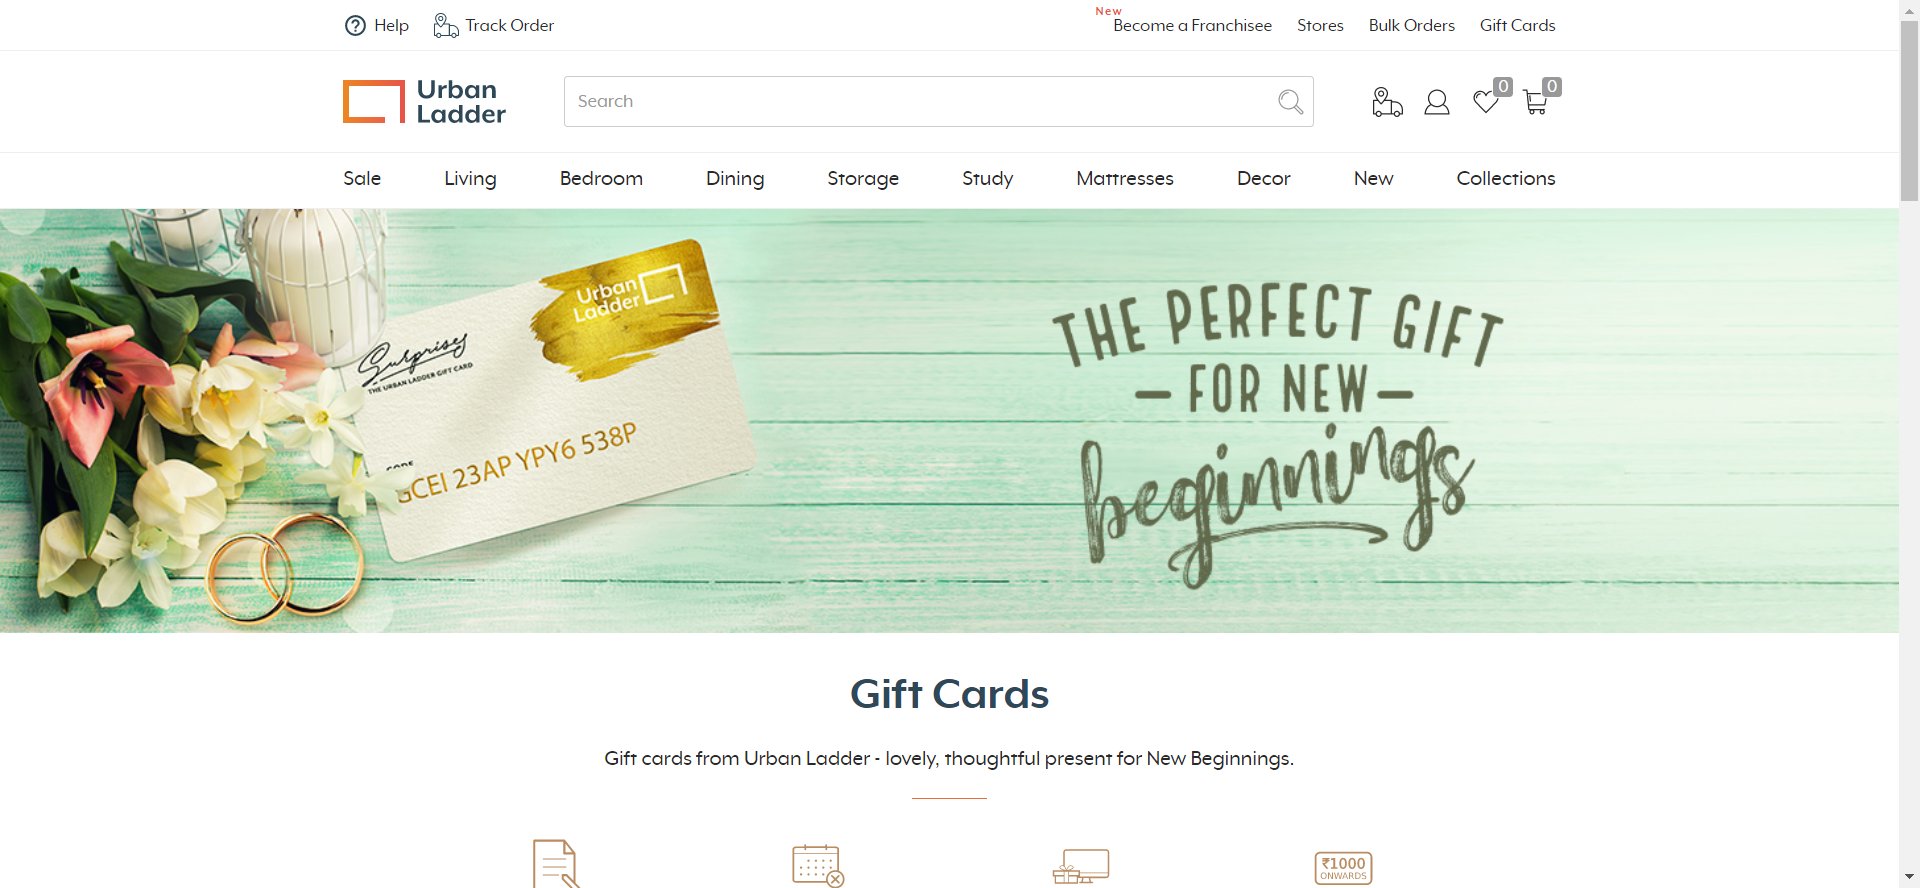 Help
Track Order
New
Become a Franchisee
Stores
Bulk Orders
Gift Cards
Urban
Ladder
Search
0
0
Sale
Living
Bedroom
Dining
Storage
Study
Mattresses
Decor
New
Collections
Urban
Ladder
Surprises
THE URBAN LADDER GIFT CARD
CODE
GCEI 23AP YPY6 538P
THE PERFECT GIFT
— FOR NEW —
beginnings
Gift Cards
Gift cards from Urban Ladder - lovely, thoughtful present for New Beginnings.
₹1000
ONWARDS